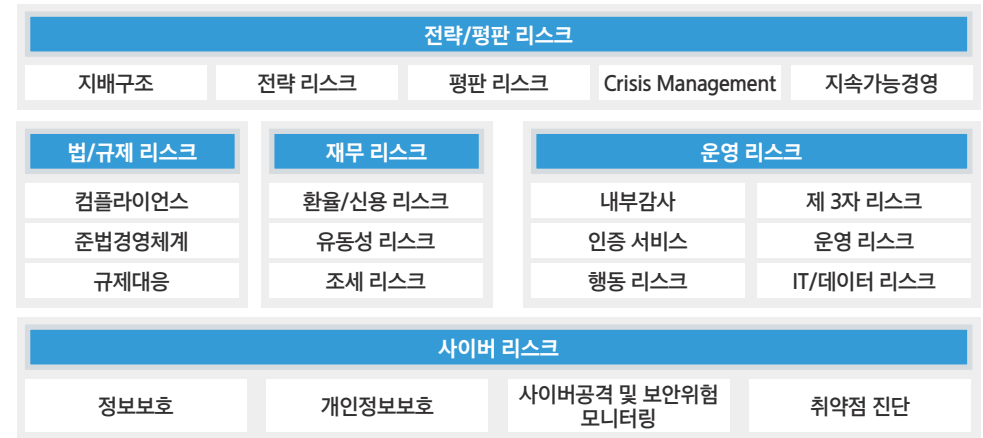 전략/평판 리스크
지배구조
전략 리스크
평판 리스크
Crisis Management
지속가능경영
법/규제 리스크
컴플라이언스
준법경영체계
규제대응
재무 리스크
환율/신용 리스크
유동성 리스크
조세 리스크
운영 리스크
내부감사
제 3자 리스크
인증 서비스
운영 리스크
행동 리스크
IT/데이터 리스크
사이버 리스크
정보보호
개인정보보호
사이버공격 및 보안위험
모니터링
취약점 진단